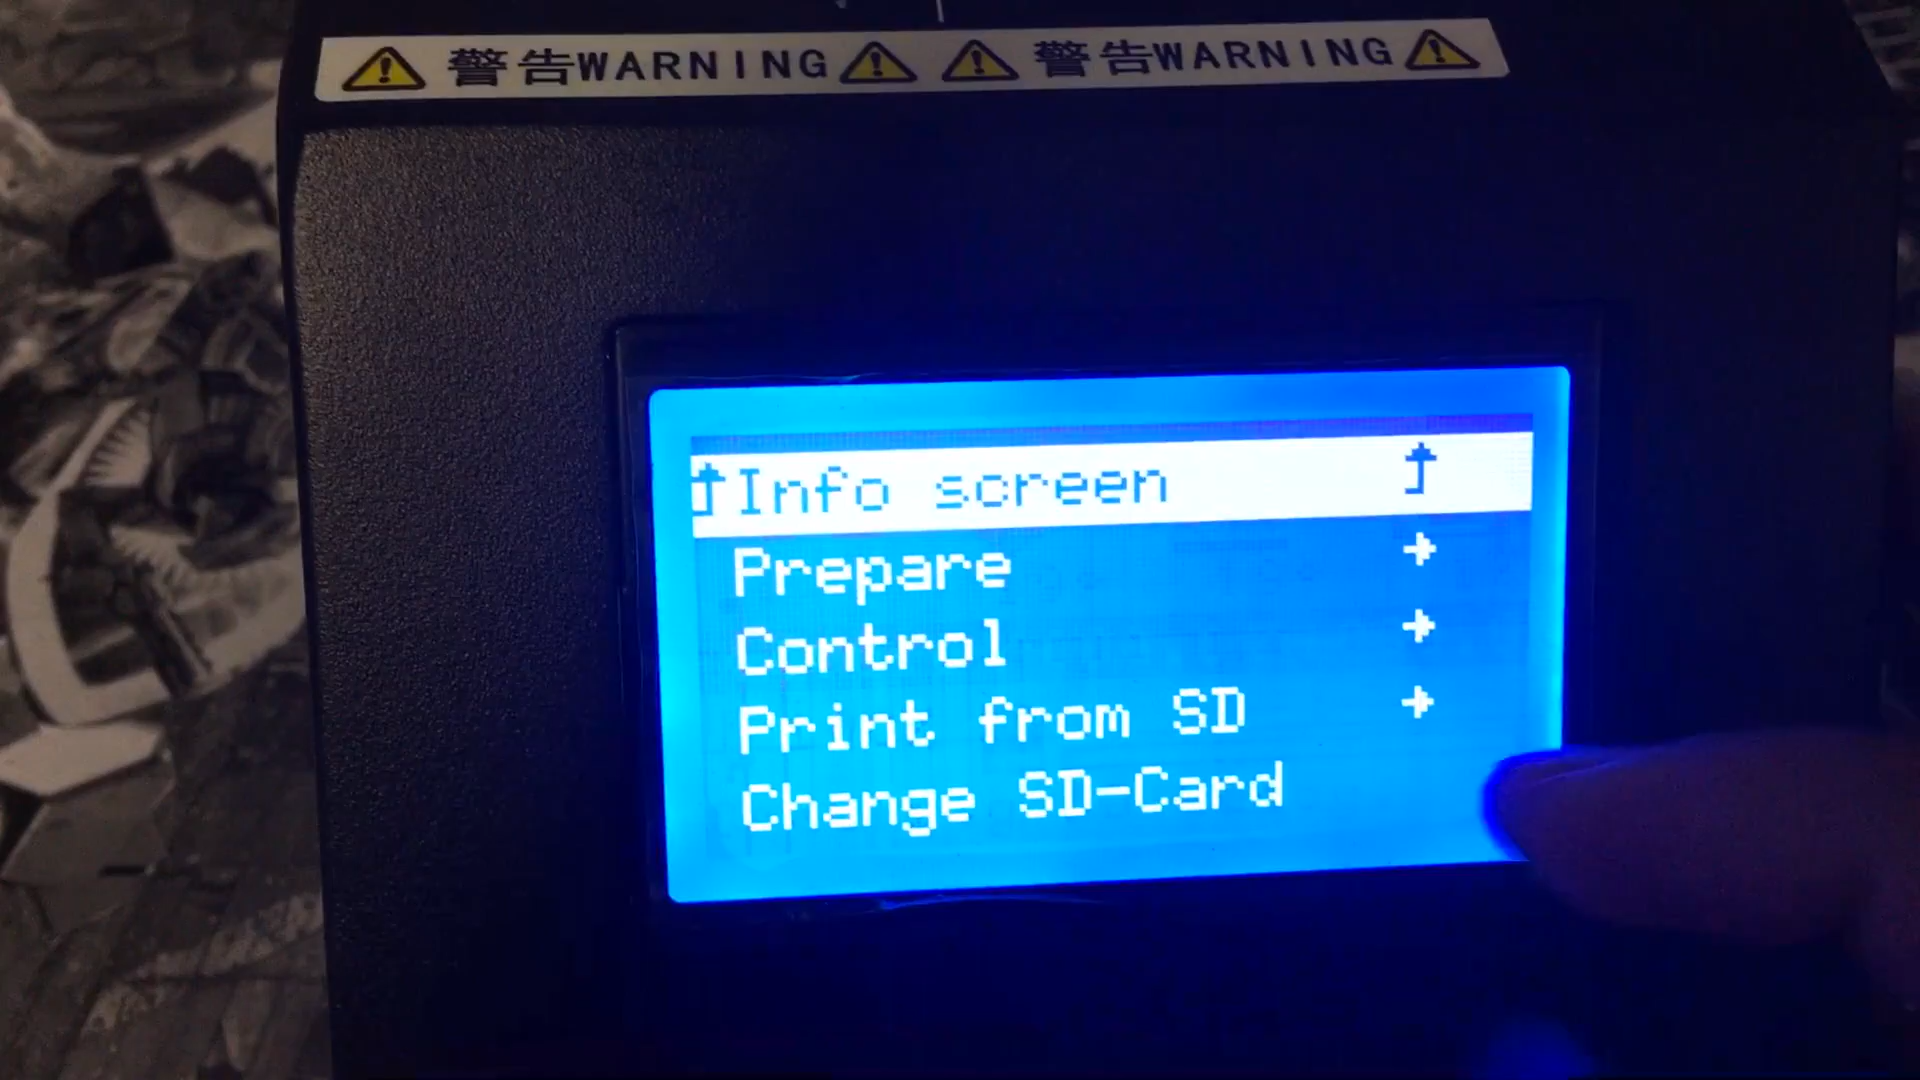 警告WARNING 警告WARNING
Info screen
Prepare
Control
Print from SD
Change SD-Card